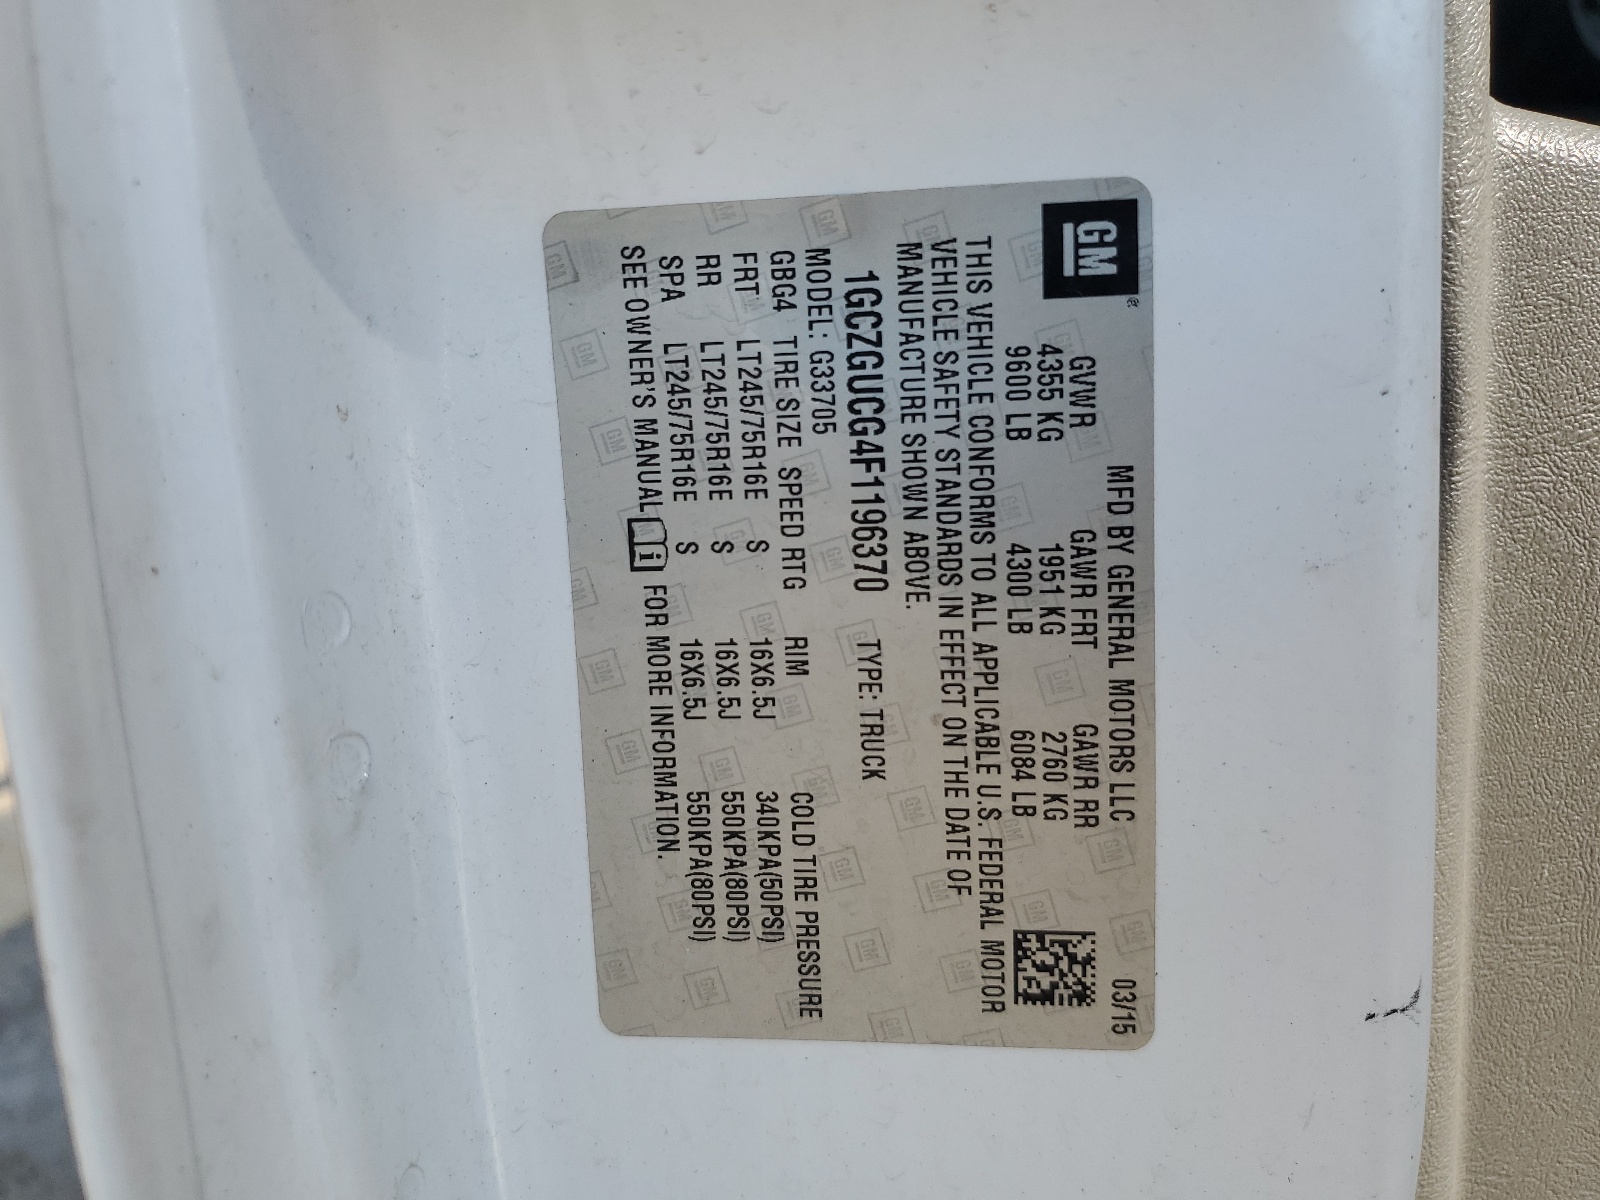 GM
MFD BY GENERAL MOTORS LLC 03/15
GVWR GAWR FRT GAWR RR
4355 KG 1951 KG 2760 KG
9600 LB 4300 LB 6084 LB
THIS VEHICLE CONFORMS TO ALL APPLICABLE U.S. FEDERAL MOTOR
VEHICLE SAFETY STANDARDS IN EFFECT ON THE DATE OF
MANUFACTURE SHOWN ABOVE.
1GCZGUCG4F1196370 TYPE: TRUCK
MODEL: G33705
GBG4 TIRE SIZE SPEED RTG RIM COLD TIRE PRESSURE
FRT LT245/75R16E S 16X6.5J 340KPA(50PSI)
RR LT245/75R16E S 16X6.5J 550KPA(80PSI)
SPA LT245/75R16E S 16X6.5J 550KPA(80PSI)
SEE OWNER'S MANUAL i FOR MORE INFORMATION.